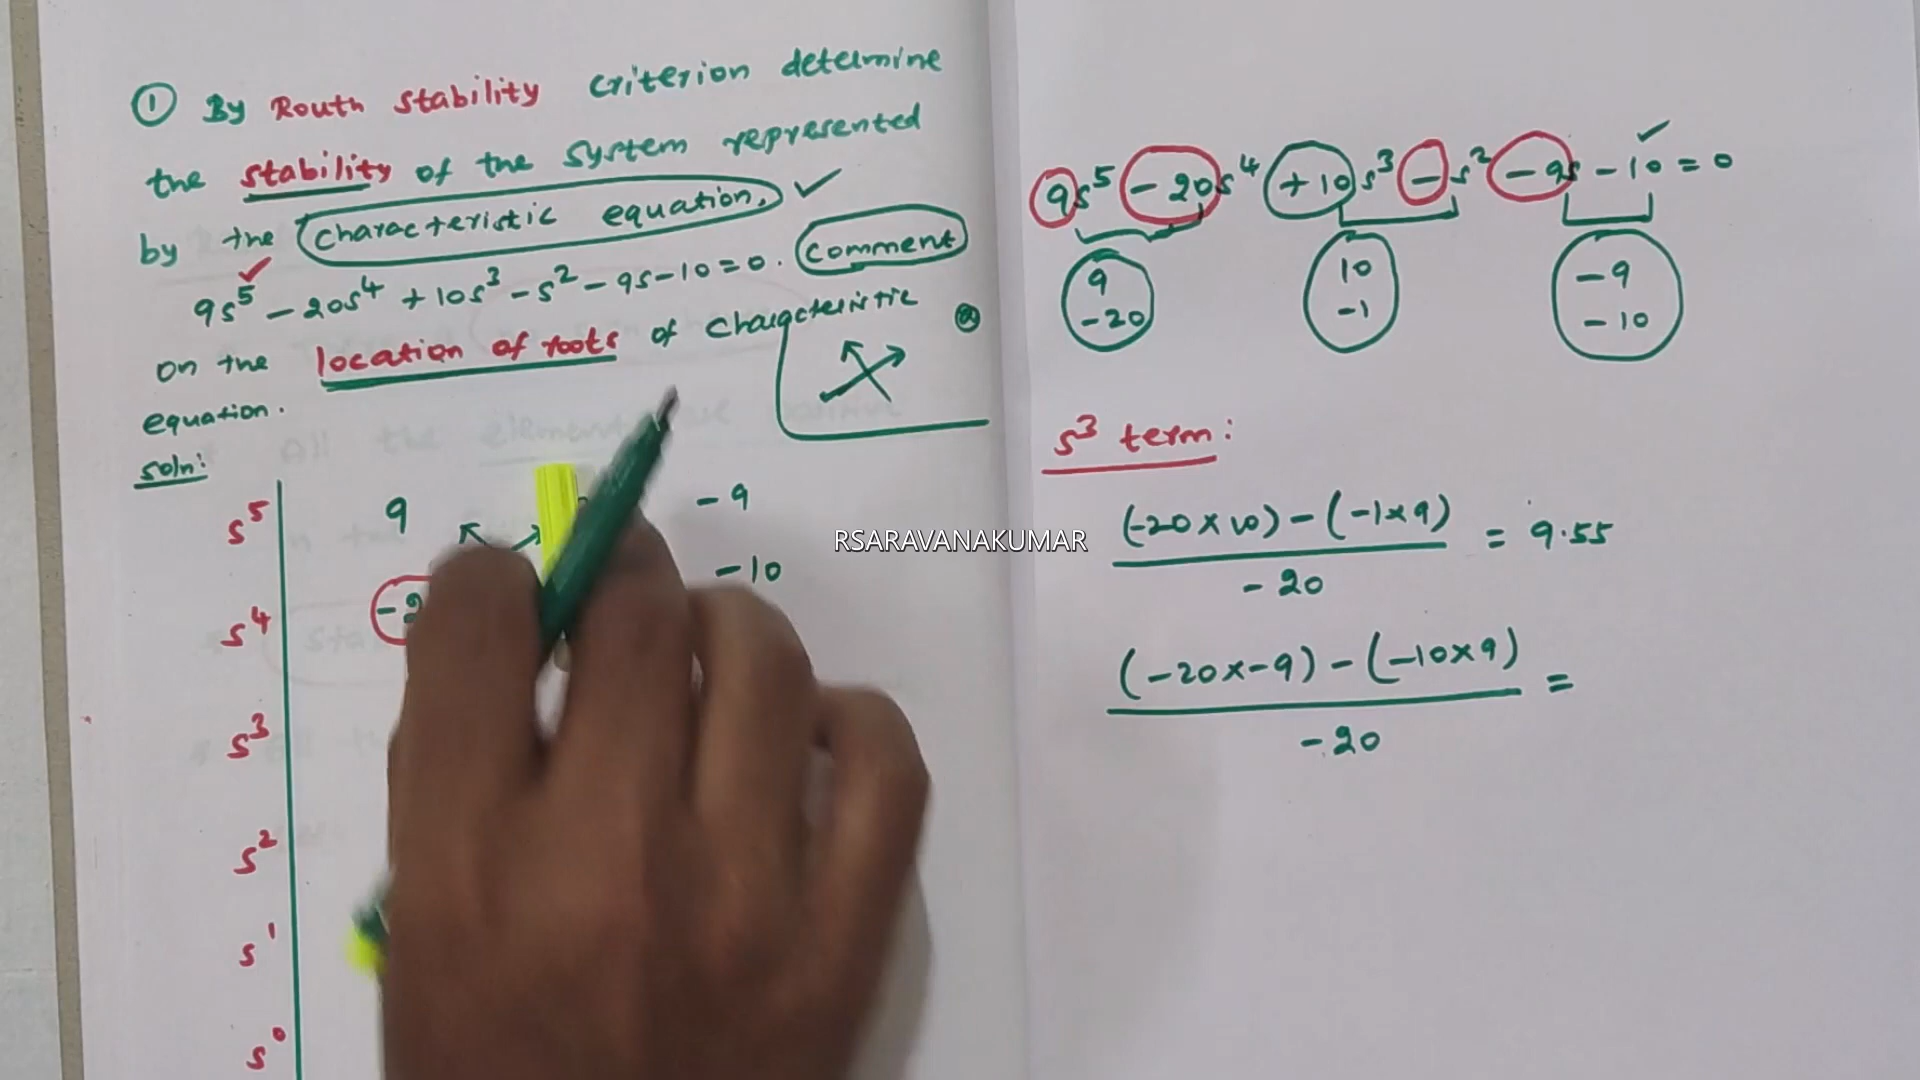 ① By Routh stability criterion determine
the stability of the system represented
by the characteristic equation,
9s⁵ - 20s⁴ + 10s³ - s² - 9s - 10 = 0. comment
on the location of roots of characteristic
equation.
soln:
s⁵ 9 -9
s⁴ -2 -10
s³
s²
s¹
s⁰
9s⁵ - 20s⁴ + 10s³ - s² - 9s - 10 = 0
9 10 -9
-20 -1 -10
s³ term:
(-20 × 10) - (-1 × 9)
= 9.55
-20
(-20 × -9) - (-10 × 9)
=
-20
RSARAVANAKUMAR